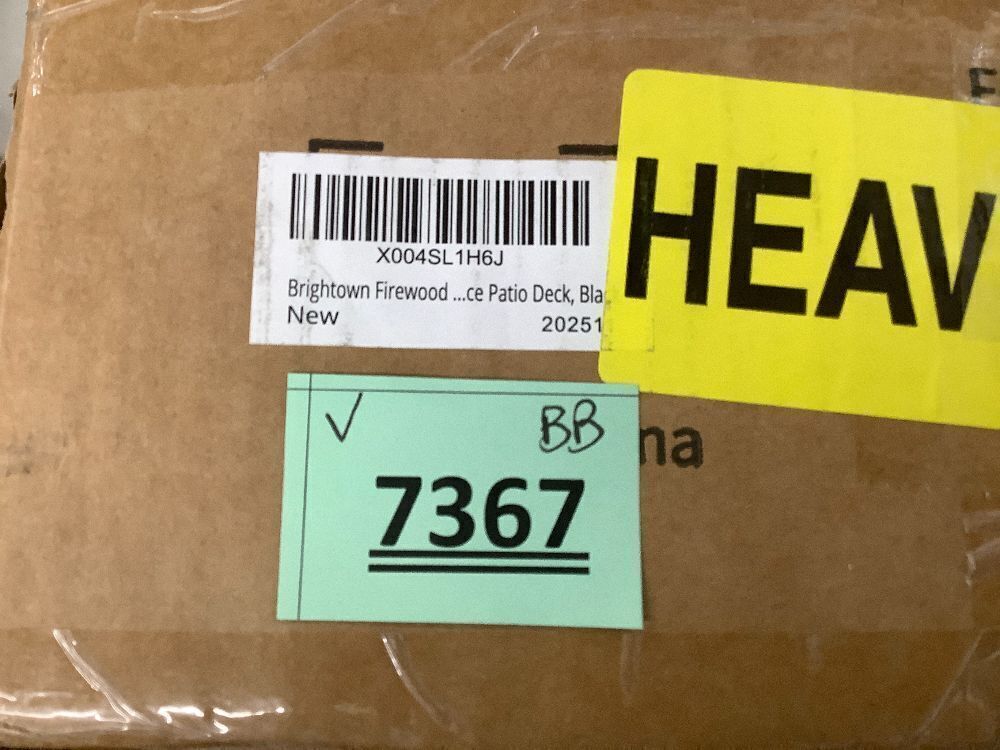 HEAV
X004SL1H6J
Brightown Firewood ...ce Patio Deck, Bla
New
20251
✓ BB
na
7367